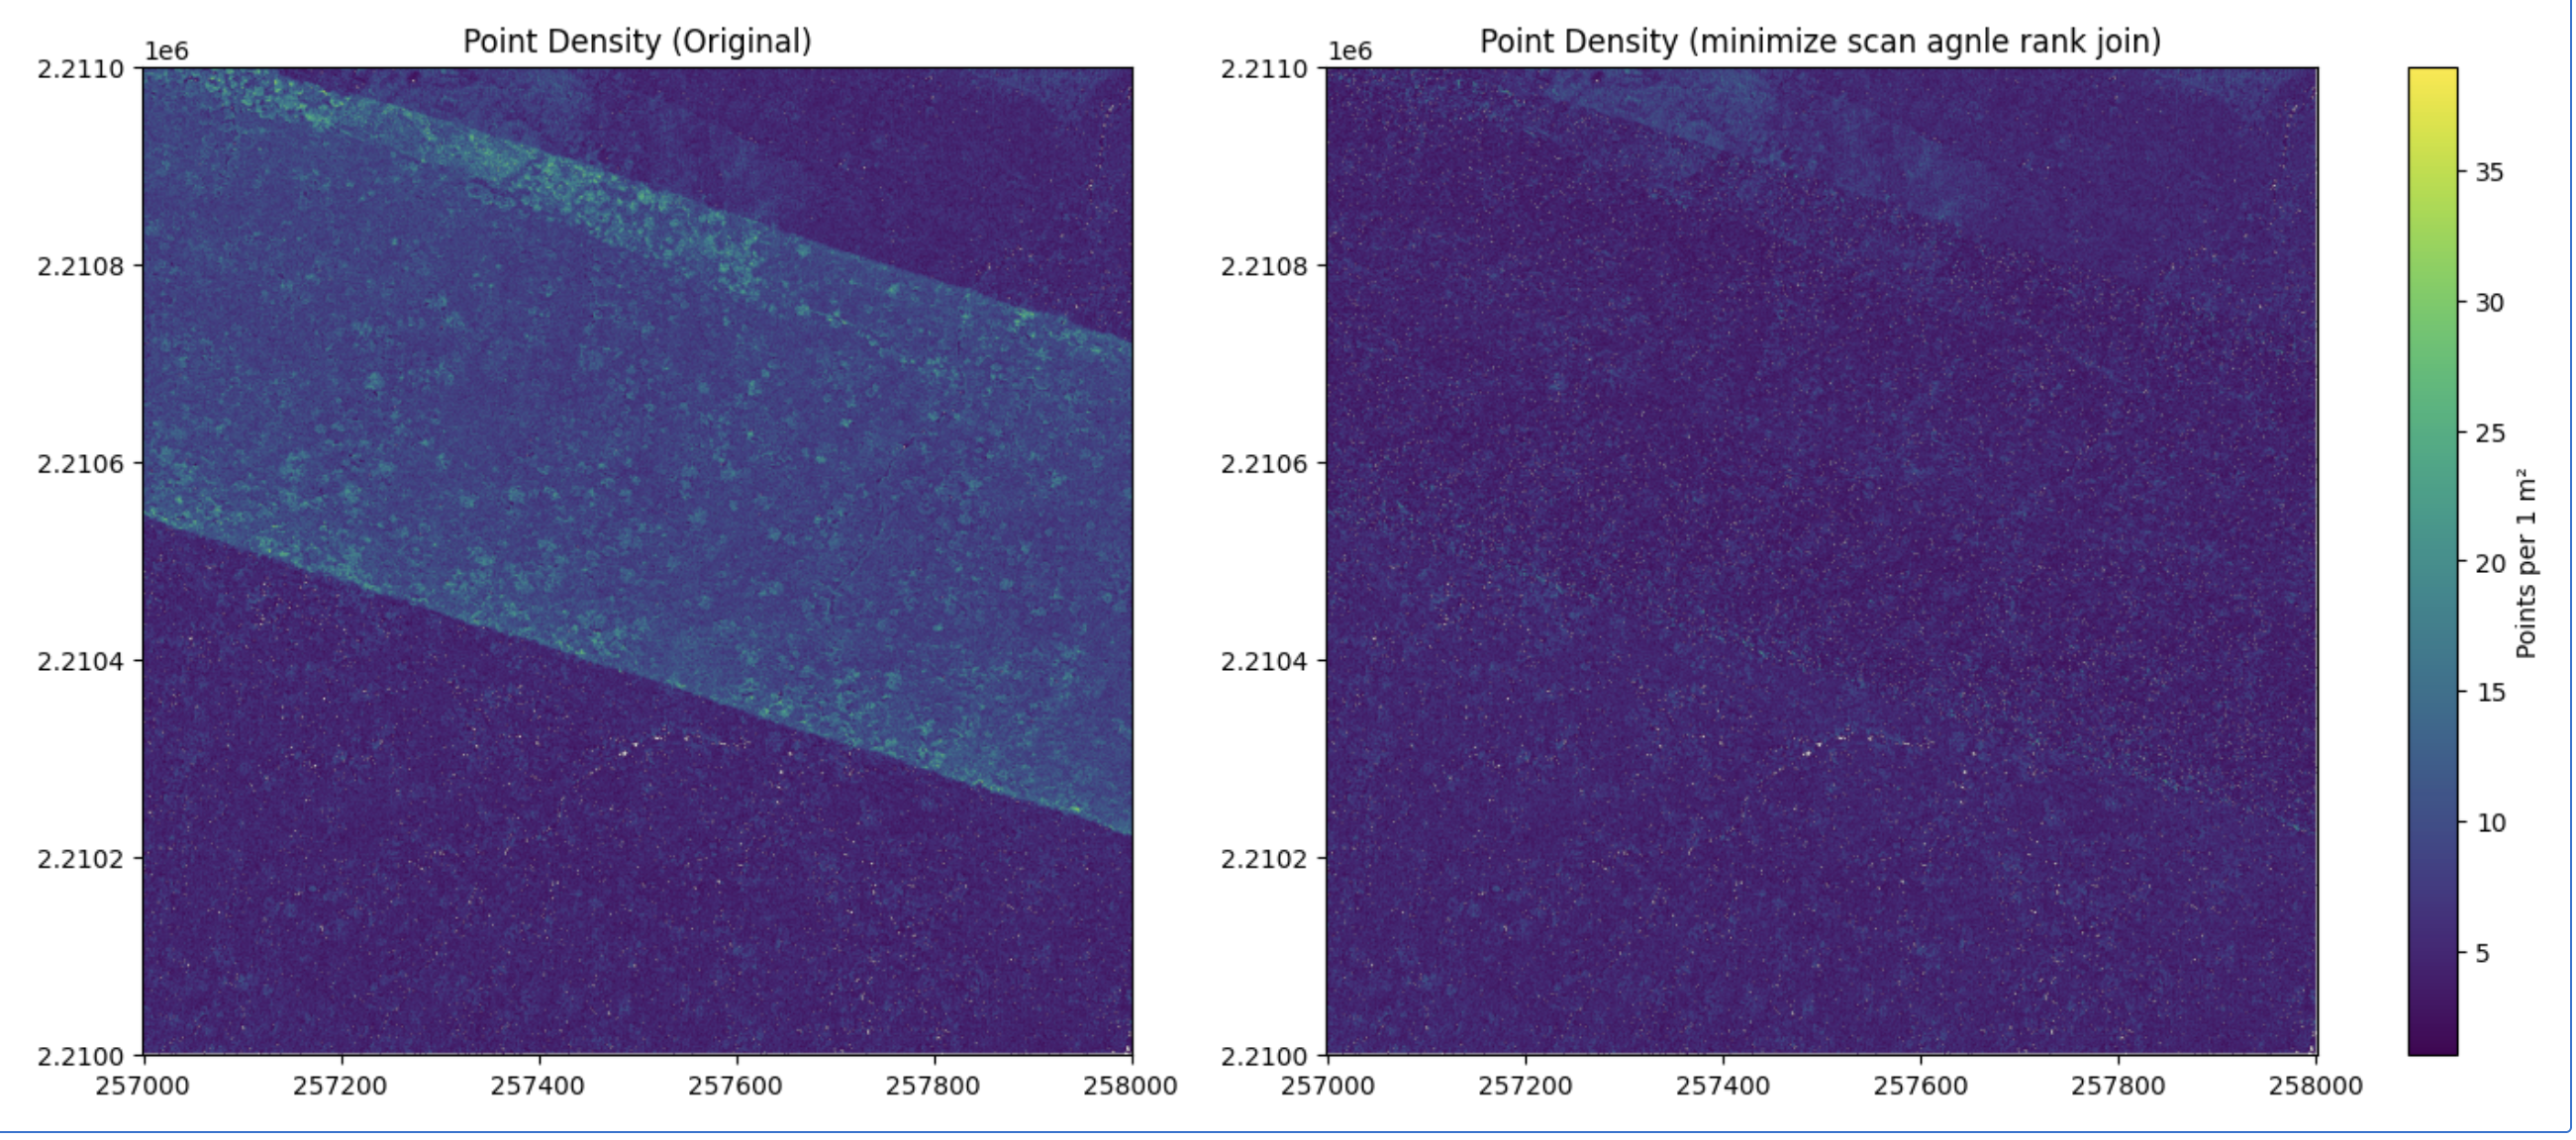 Point Density (Original)
1e6
2.2110
2.2108
2.2106
2.2104
2.2102
2.2100
257000 257200 257400 257600 257800 258000
Point Density (minimize scan agnle rank join)
1e6
2.2110
2.2108
2.2106
2.2104
2.2102
2.2100
257000 257200 257400 257600 257800 258000
35
30
25
20
15
10
5
Points per 1 m²